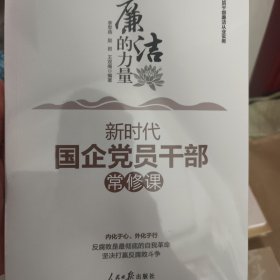 廉洁
的力量
编著
新时代
国企党员干部
常修课
内化于心、外化于行
反腐败是最彻底的自我革命
坚决打赢反腐败斗争
人民日报出版社